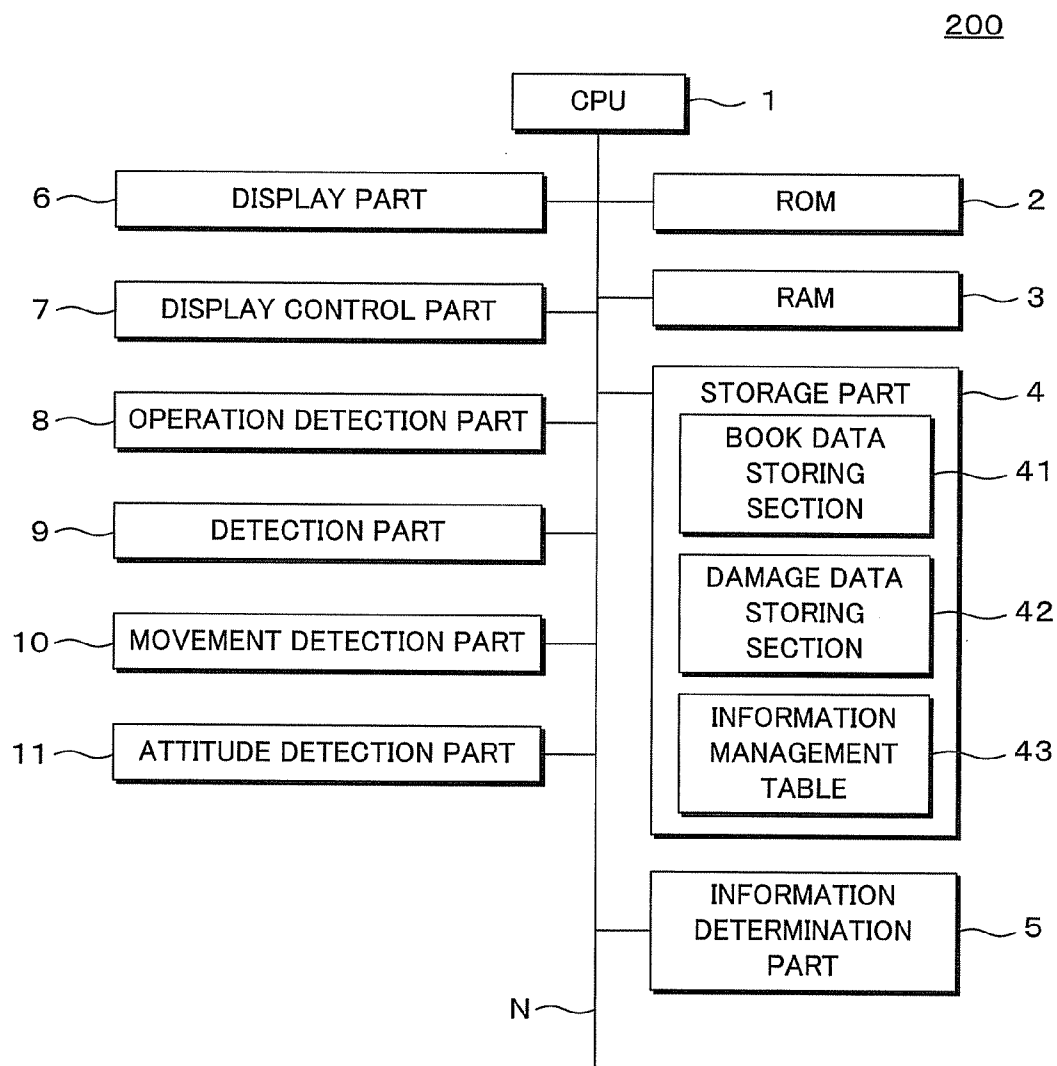 200
CPU
1
6
DISPLAY PART
ROM
2
7
DISPLAY CONTROL PART
RAM
3
8
OPERATION DETECTION PART
STORAGE PART
4
BOOK DATA
STORING
SECTION
41
9
DETECTION PART
DAMAGE DATA
STORING
SECTION
42
10
MOVEMENT DETECTION PART
INFORMATION
MANAGEMENT
TABLE
43
11
ATTITUDE DETECTION PART
INFORMATION
DETERMINATION
PART
5
N